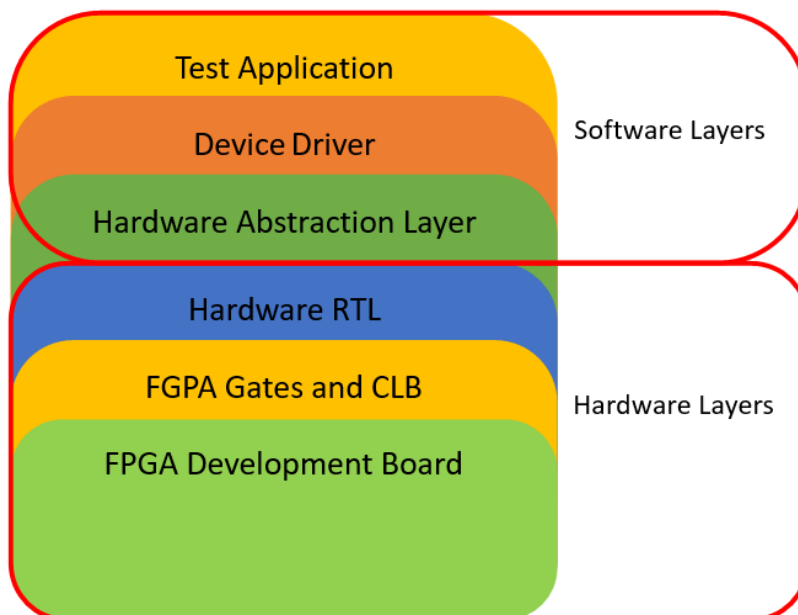 Test Application
Device Driver
Software Layers
Hardware Abstraction Layer
Hardware RTL
FGPA Gates and CLB
Hardware Layers
FPGA Development Board